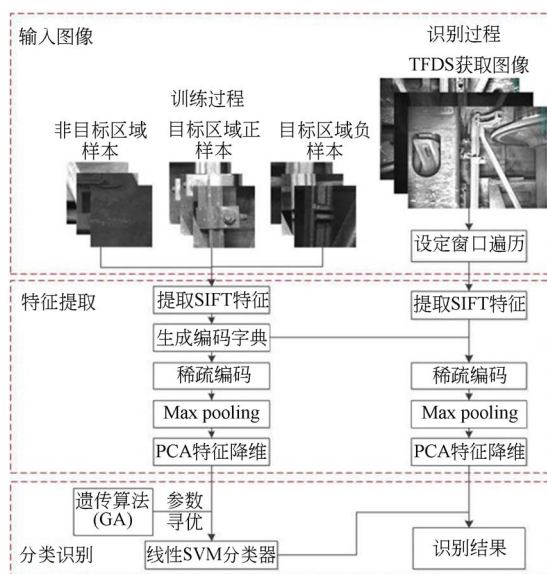 输入图像
识别过程
TFDS获取图像
训练过程
非目标区域
样本
目标区域正
样本
目标区域负
样本
设定窗口遍历
特征提取
提取SIFT特征
生成编码字典
稀疏编码
Max pooling
PCA特征降维
提取SIFT特征
稀疏编码
Max pooling
PCA特征降维
分类识别
遗传算法
(GA)
参数
寻优
线性SVM分类器
识别结果